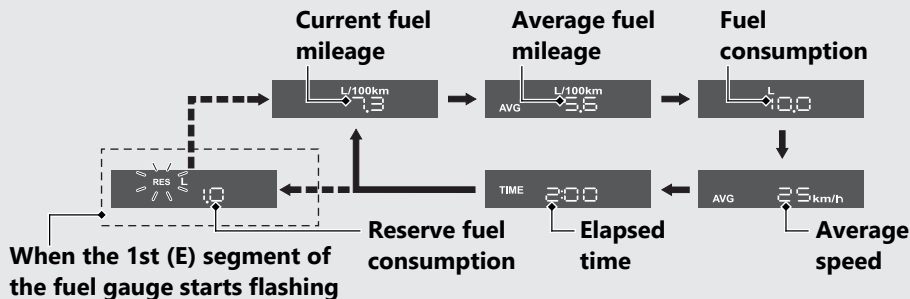 Current fuel
mileage
Average fuel
mileage
Fuel
consumption
L/100km
7.3
L/100km
AVG 5.6
L
10.0
RES L
1.0
TIME 2:00
AVG 25 km/h
Reserve fuel
consumption
Elapsed
time
Average
speed
When the 1st (E) segment of
the fuel gauge starts flashing